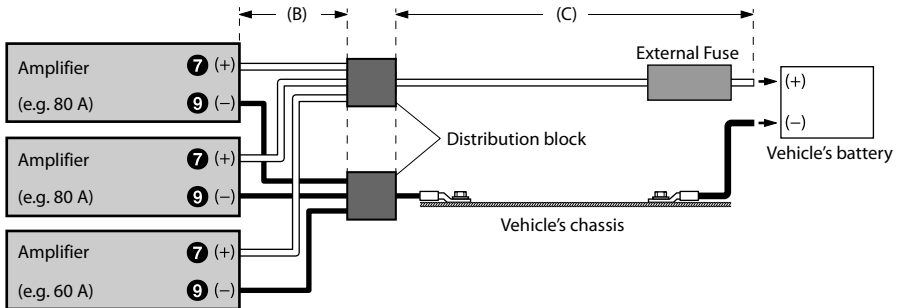 (B)
(C)
External Fuse
Amplifier 7 (+)
(e.g. 80 A) 9 (−)
(+)
(−)
Vehicle's battery
Distribution block
Amplifier 7 (+)
(e.g. 80 A) 9 (−)
Vehicle's chassis
Amplifier 7 (+)
(e.g. 60 A) 9 (−)